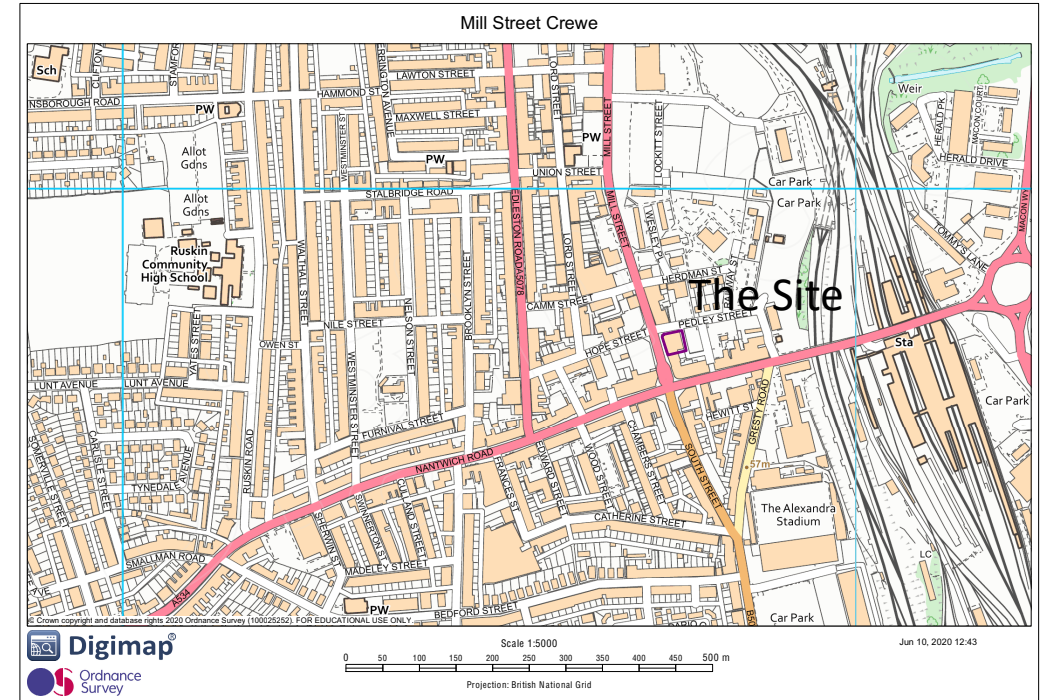 Mill Street Crewe
Sch
CLIFTON A
STAMFOR
NSBOROUGH ROAD
PW
Allot
Gdns
Allot
Gdns
Ruskin
Community
High School
HAMMOND ST
WESTMINSTER ST
RRINGTON AVENUE
LAWTON STREET
MAXWELL STREET
PW
STALBRIDGE ROAD
LORD STREET
PW
UNION STREET
MILL STREET
MILL STREET
LOCKITT STREET
WESLEY P
Weir
HERALD PK
MACON COURT
HERALD DRIVE
Car Park
Car Park
MACON WY
TOMMY'S LANE
WALTHALL STREET
NELSON STREET
BROOKLYN STREET
EDLESTON ROAD
A5078
LORD STREET
CAMM STREET
HERDMAN ST
WAY ST
The Site
PEDLEY STREET
HOPE STREET
NILE STREET
OWEN ST
YATES STREET
LUNT AVENUE
LUNT AVENUE
WESTMINSTER STREET
Sta
Car Park
FURNIVAL STREET
NANTWICH ROAD
HEWITT ST
GRESTY ROAD
SOUTH STREET
CHAMBERS STREET
WOOD STREET
EDWARD STREET
FRANCES ST
57m
The Alexandra
Stadium
SOMERVILLE STREET
CARLISLE STREET
TYNEDALE
AVENUE
RUSKIN ROAD
SMALLMAN ROAD
AVE
A534
SHERWIN ST
SWINNERTON ST
CATHERINE STREET
MADELEY STREET
PW
BEDFORD STREET
LC
Car Park
© Crown copyright and database rights 2020 Ordnance Survey (100025252). FOR EDUCATIONAL USE ONLY.
Digimap®
Ordnance
Survey
Scale 1:5000
0 50 100 150 200 250 300 350 400 450 500 m
Projection: British National Grid
Jun 10, 2020 12:43